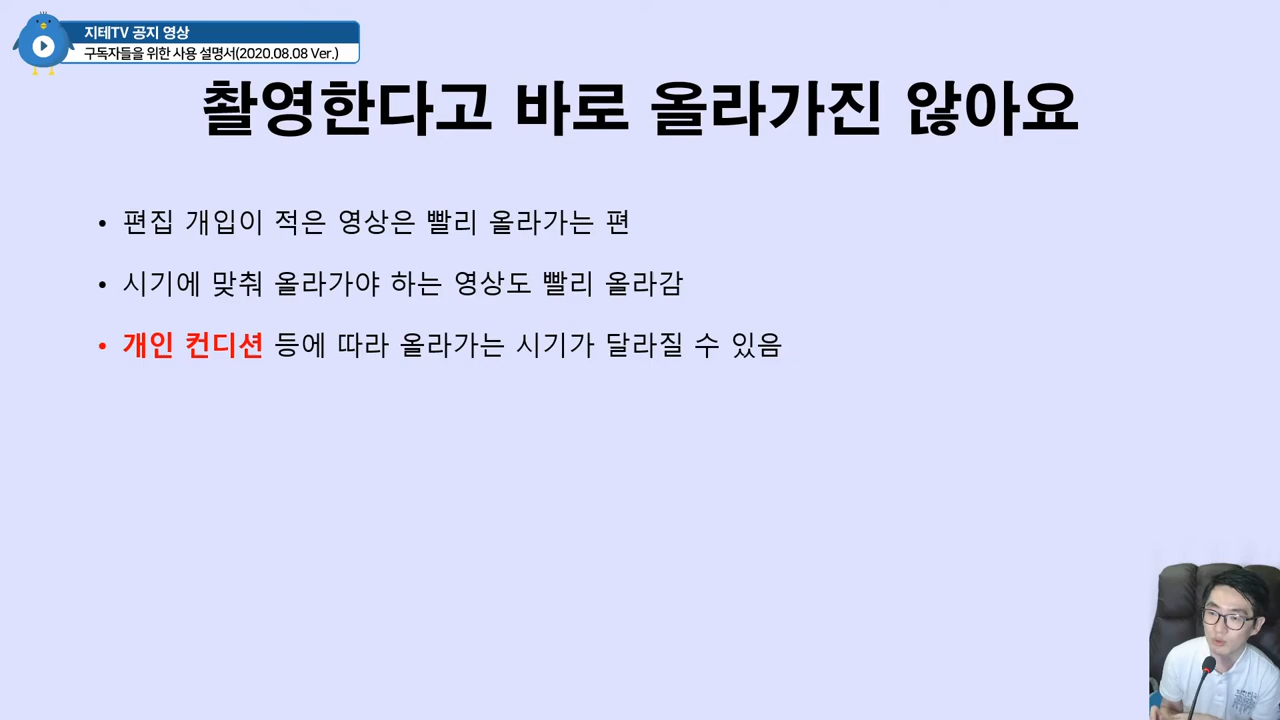 지테TV 공지 영상
구독자들을 위한 사용 설명서(2020.08.08 Ver.)
촬영한다고 바로 올라가진 않아요
• 편집 개입이 적은 영상은 빨리 올라가는 편
• 시기에 맞춰 올라가야 하는 영상도 빨리 올라감
• 개인 컨디션 등에 따라 올라가는 시기가 달라질 수 있음